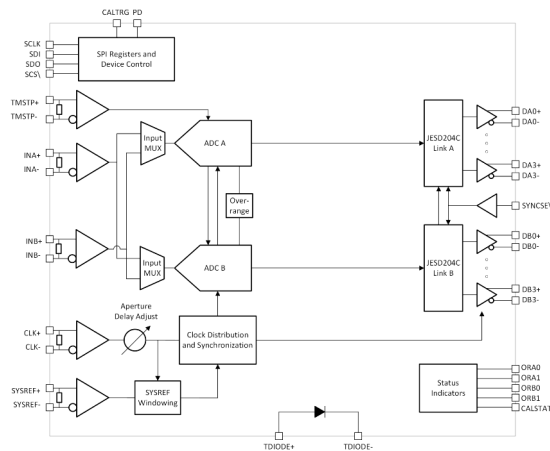 CALTRG PD
SCLK
SDI
SDO
SCS\
SPI Registers and
Device Control
TMSTP+
TMSTP-
INA+
INA-
Input
MUX
ADC A
JESD204C
Link A
DA0+
DA0-
DA3+
DA3-
Over-
range
INB+
INB-
Input
MUX
ADC B
JESD204C
Link B
DB0+
DB0-
DB3+
DB3-
Aperture
Delay Adjust
CLK+
CLK-
Clock Distribution
and Synchronization
SYSREF+
SYSREF-
SYSREF
Windowing
Status
Indicators
ORA0
ORA1
ORB0
ORB1
CALSTAT
TDIODE+
TDIODE-